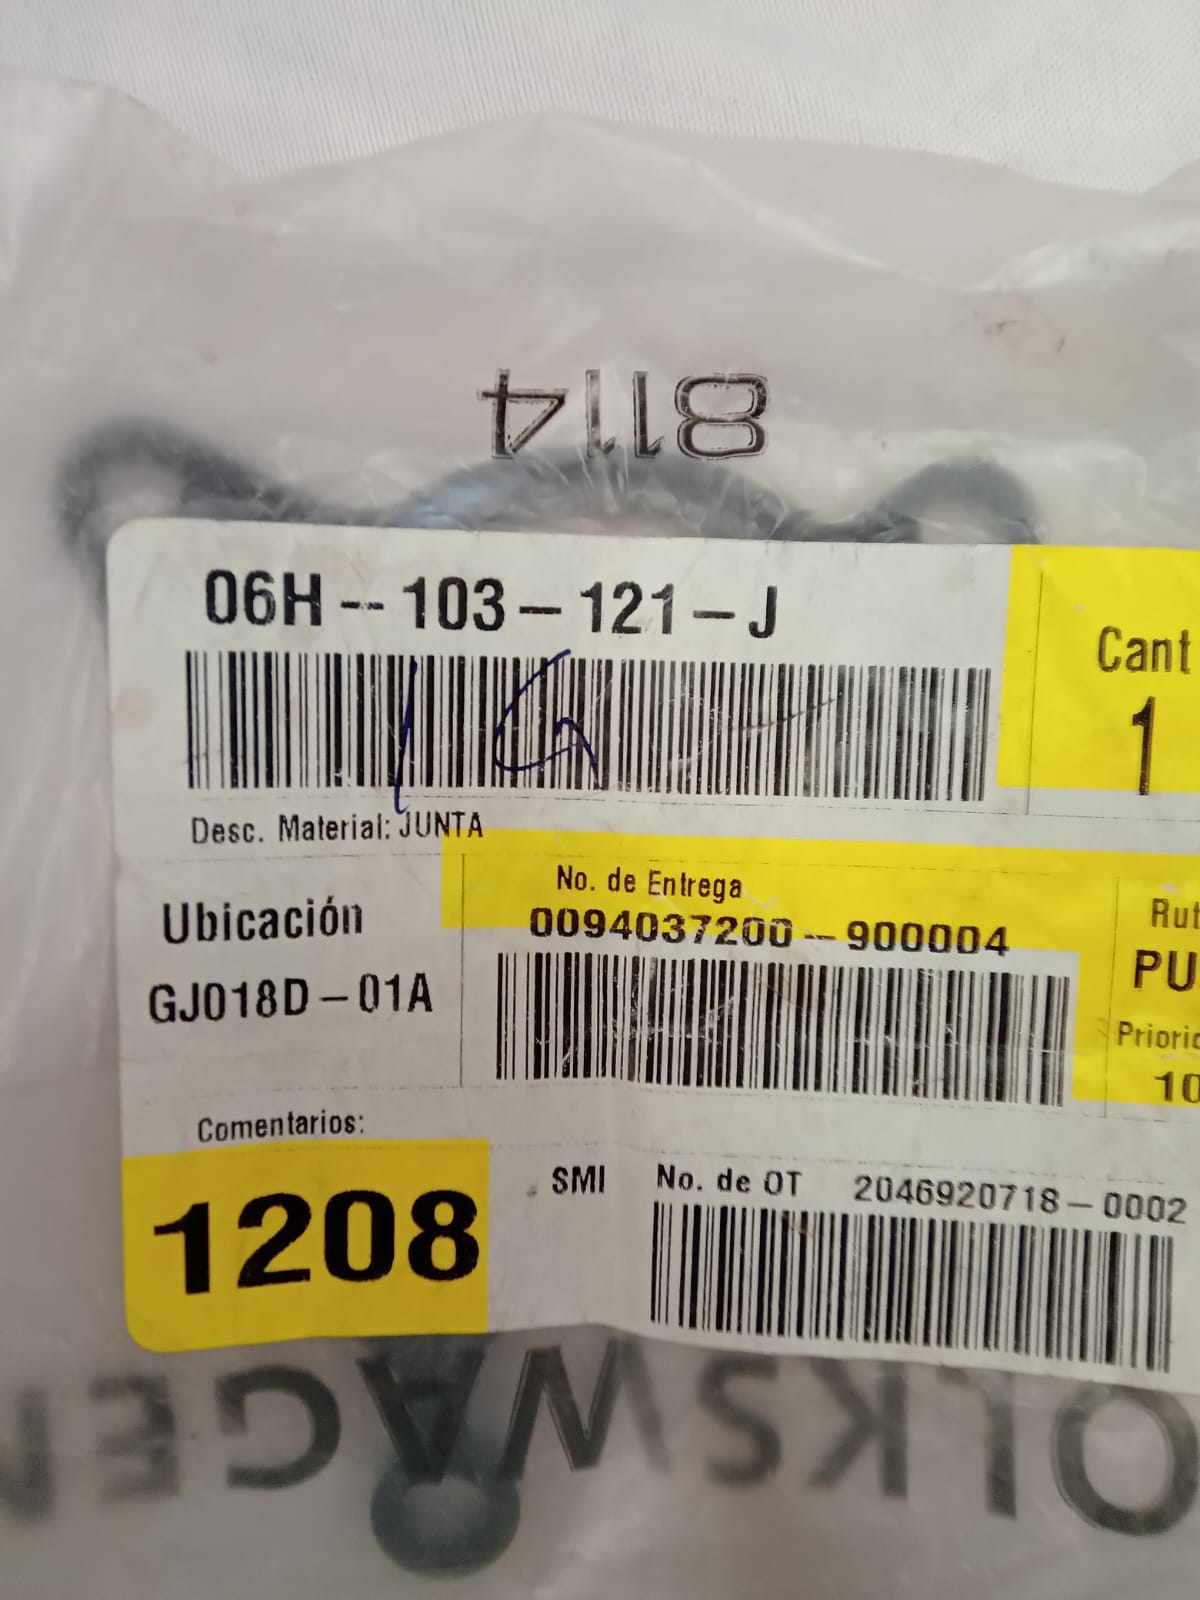 8114
06H-103-121-J
Cant
1
Desc. Material: JUNTA
No. de Entrega
0094037200-900004
Ubicación
GJ018D-01A
PU
10
Comentarios:
1208
SMI
No. de OT 2046920718-0002
OLKSWAGEN